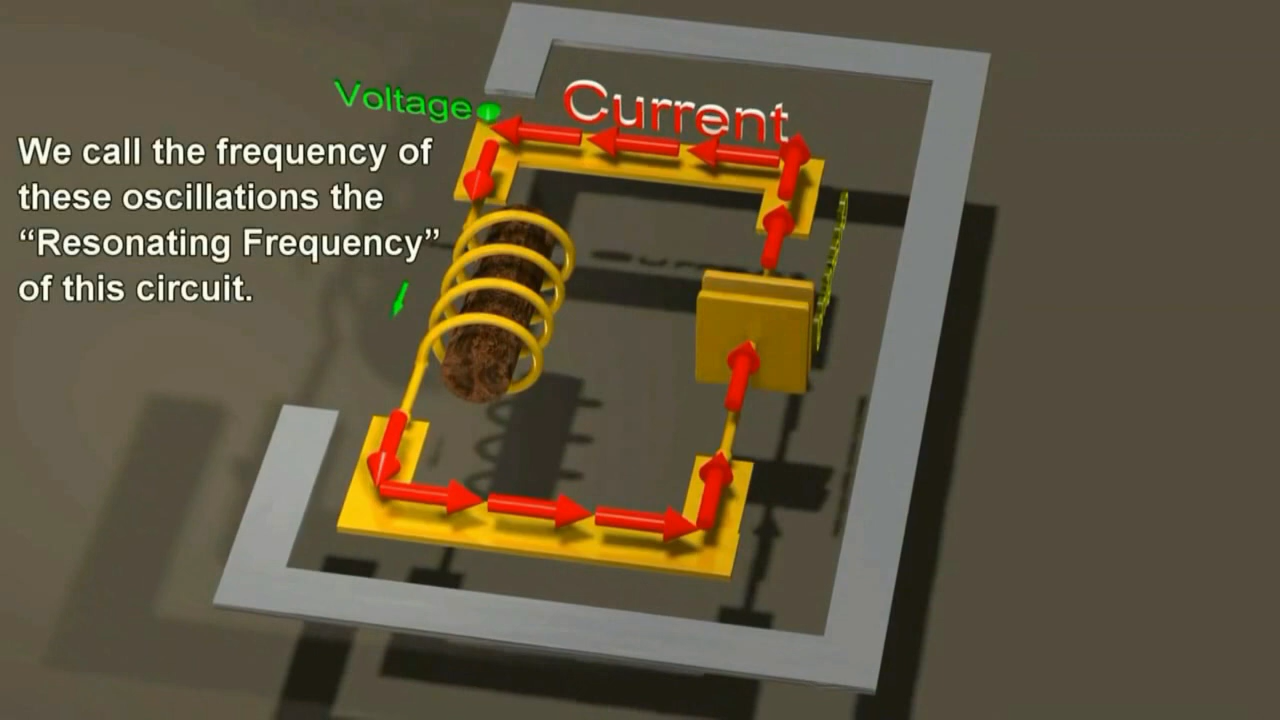 Voltage
Current
We call the frequency of
these oscillations the
“Resonating Frequency”
of this circuit.